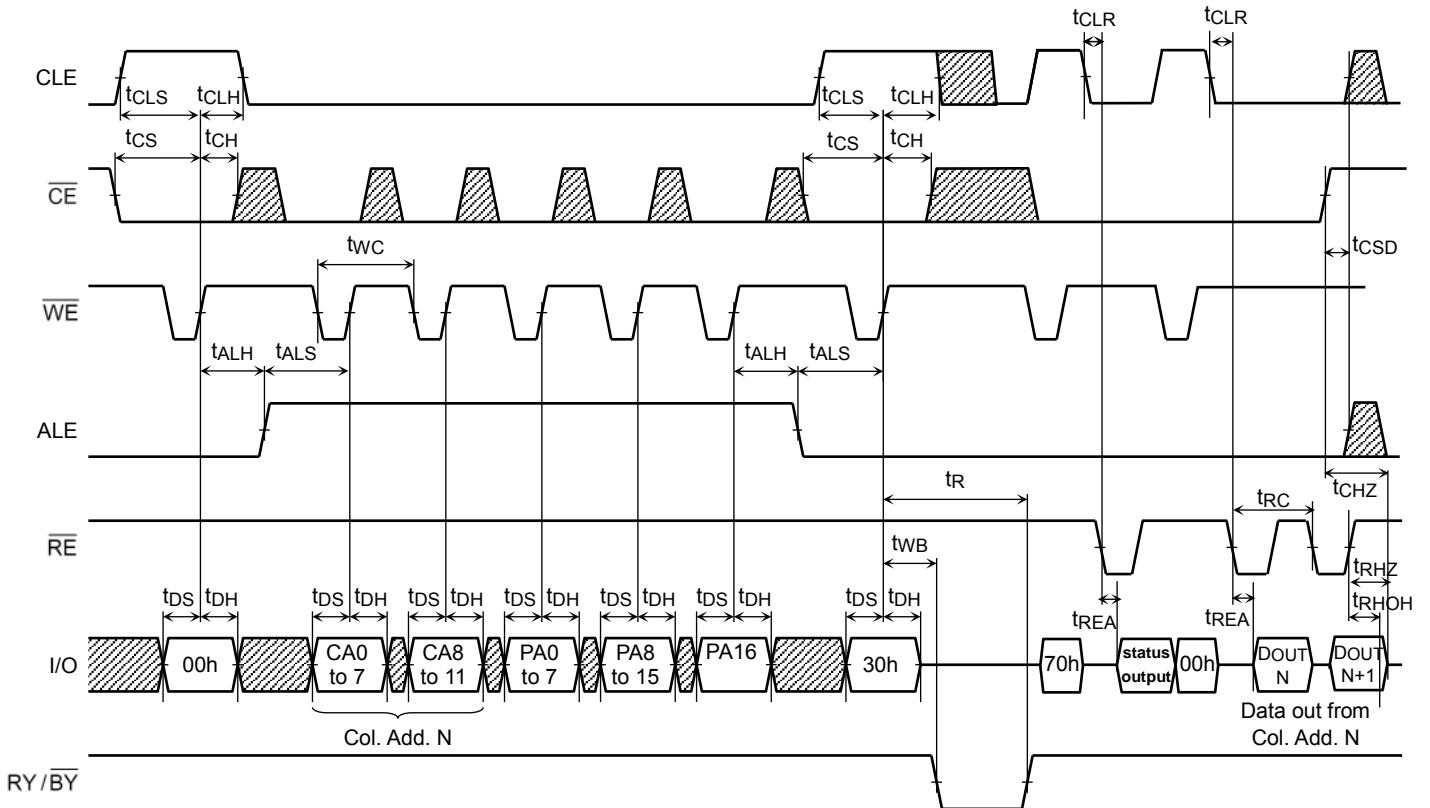 tCLR tCLR
CLE
tCLS tCLH tCLS tCLH
tCS tCH tCS tCH
CE
tWC tCSD
WE
tALH tALS tALH tALS
ALE
tR tCHZ
tRC
RE
tWB
tDS tDH tDS tDH tDS tDH tDS tDH tDS tDH tDS tDH tDS tDH tRHZ
tREA tREA tRHOH
I/O 00h CA0 to 7 CA8 to 11 PA0 to 7 PA8 to 15 PA16 30h 70h status output 00h DOUT N DOUT N+1
Col. Add. N
Data out from
Col. Add. N
RY/BY